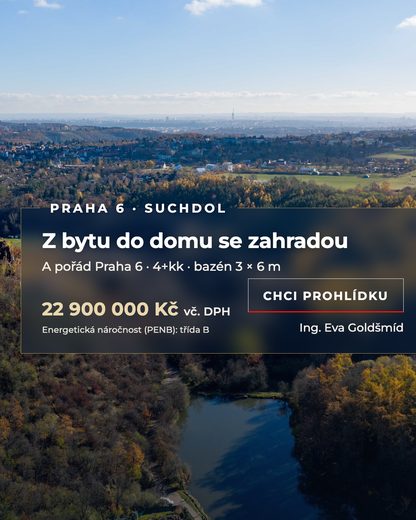 PRAHA 6 · SUCHDOL
Z bytu do domu se zahradou
A pořád Praha 6 · 4+kk · bazén 3 × 6 m
22 900 000 Kč vč. DPH
CHCI PROHLÍDKU
Energetická náročnost (PENB): třída B
Ing. Eva Goldšmíd